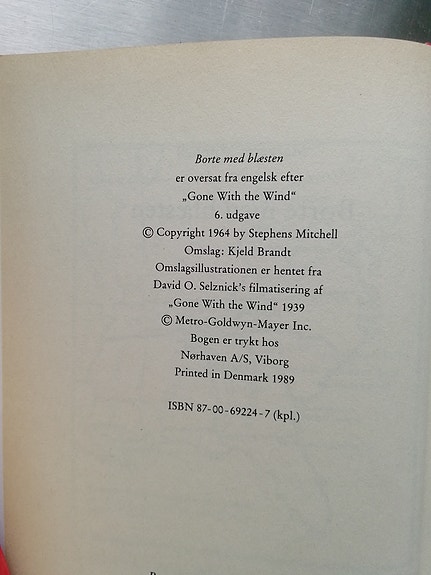 Borte med blæsten
er oversat fra engelsk efter
„Gone With the Wind“
6. udgave
© Copyright 1964 by Stephens Mitchell
Omslag: Kjeld Brandt
Omslagsillustrationen er hentet fra
David O. Selznick's filmatisering af
„Gone With the Wind“ 1939
© Metro-Goldwyn-Mayer Inc.
Bogen er trykt hos
Nørhaven A/S, Viborg
Printed in Denmark 1989
ISBN 87-00-69224-7 (kpl.)